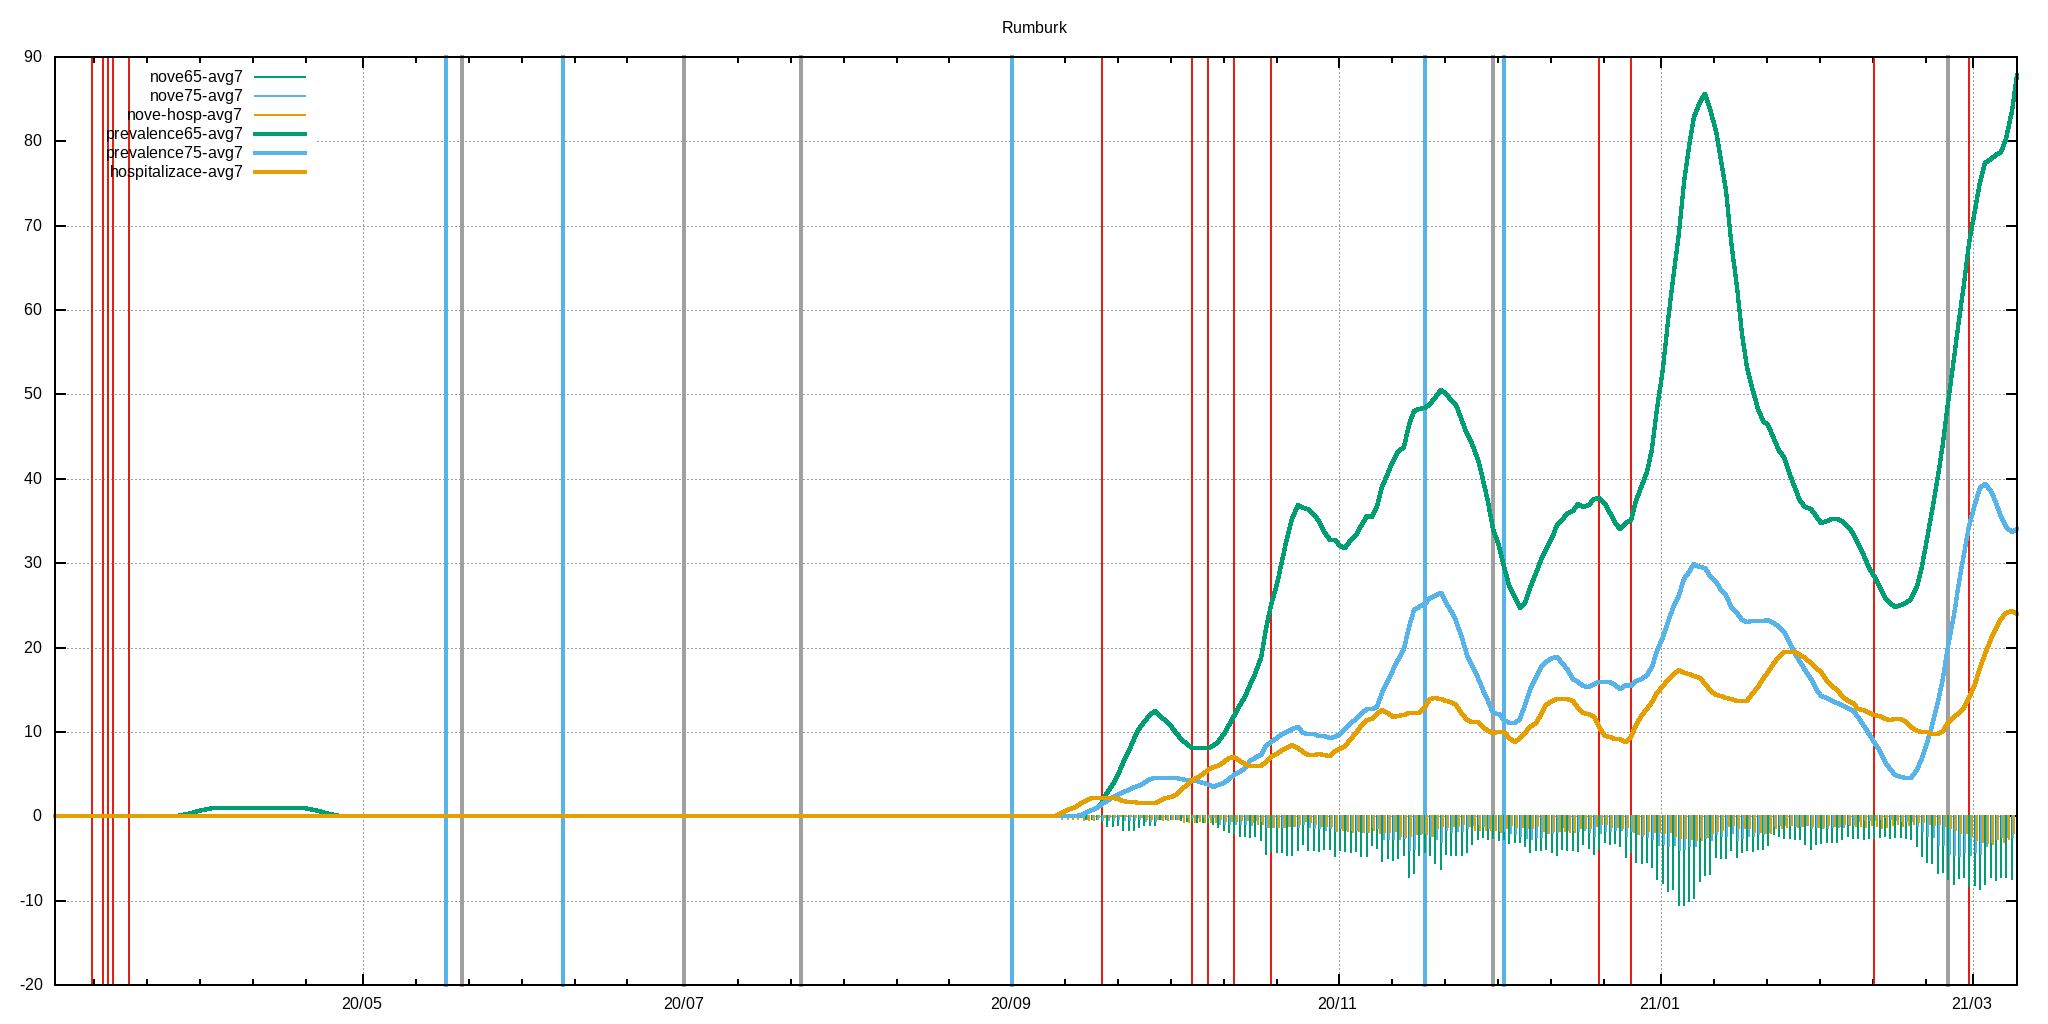 Rumburk
90
80
70
60
50
40
30
20
10
0
-10
-20
nove65-avg7
nove75-avg7
nove-hosp-avg7
prevalence65-avg7
prevalence75-avg7
hospitalizace-avg7
20/05 20/07 20/09 20/11 21/01 21/03